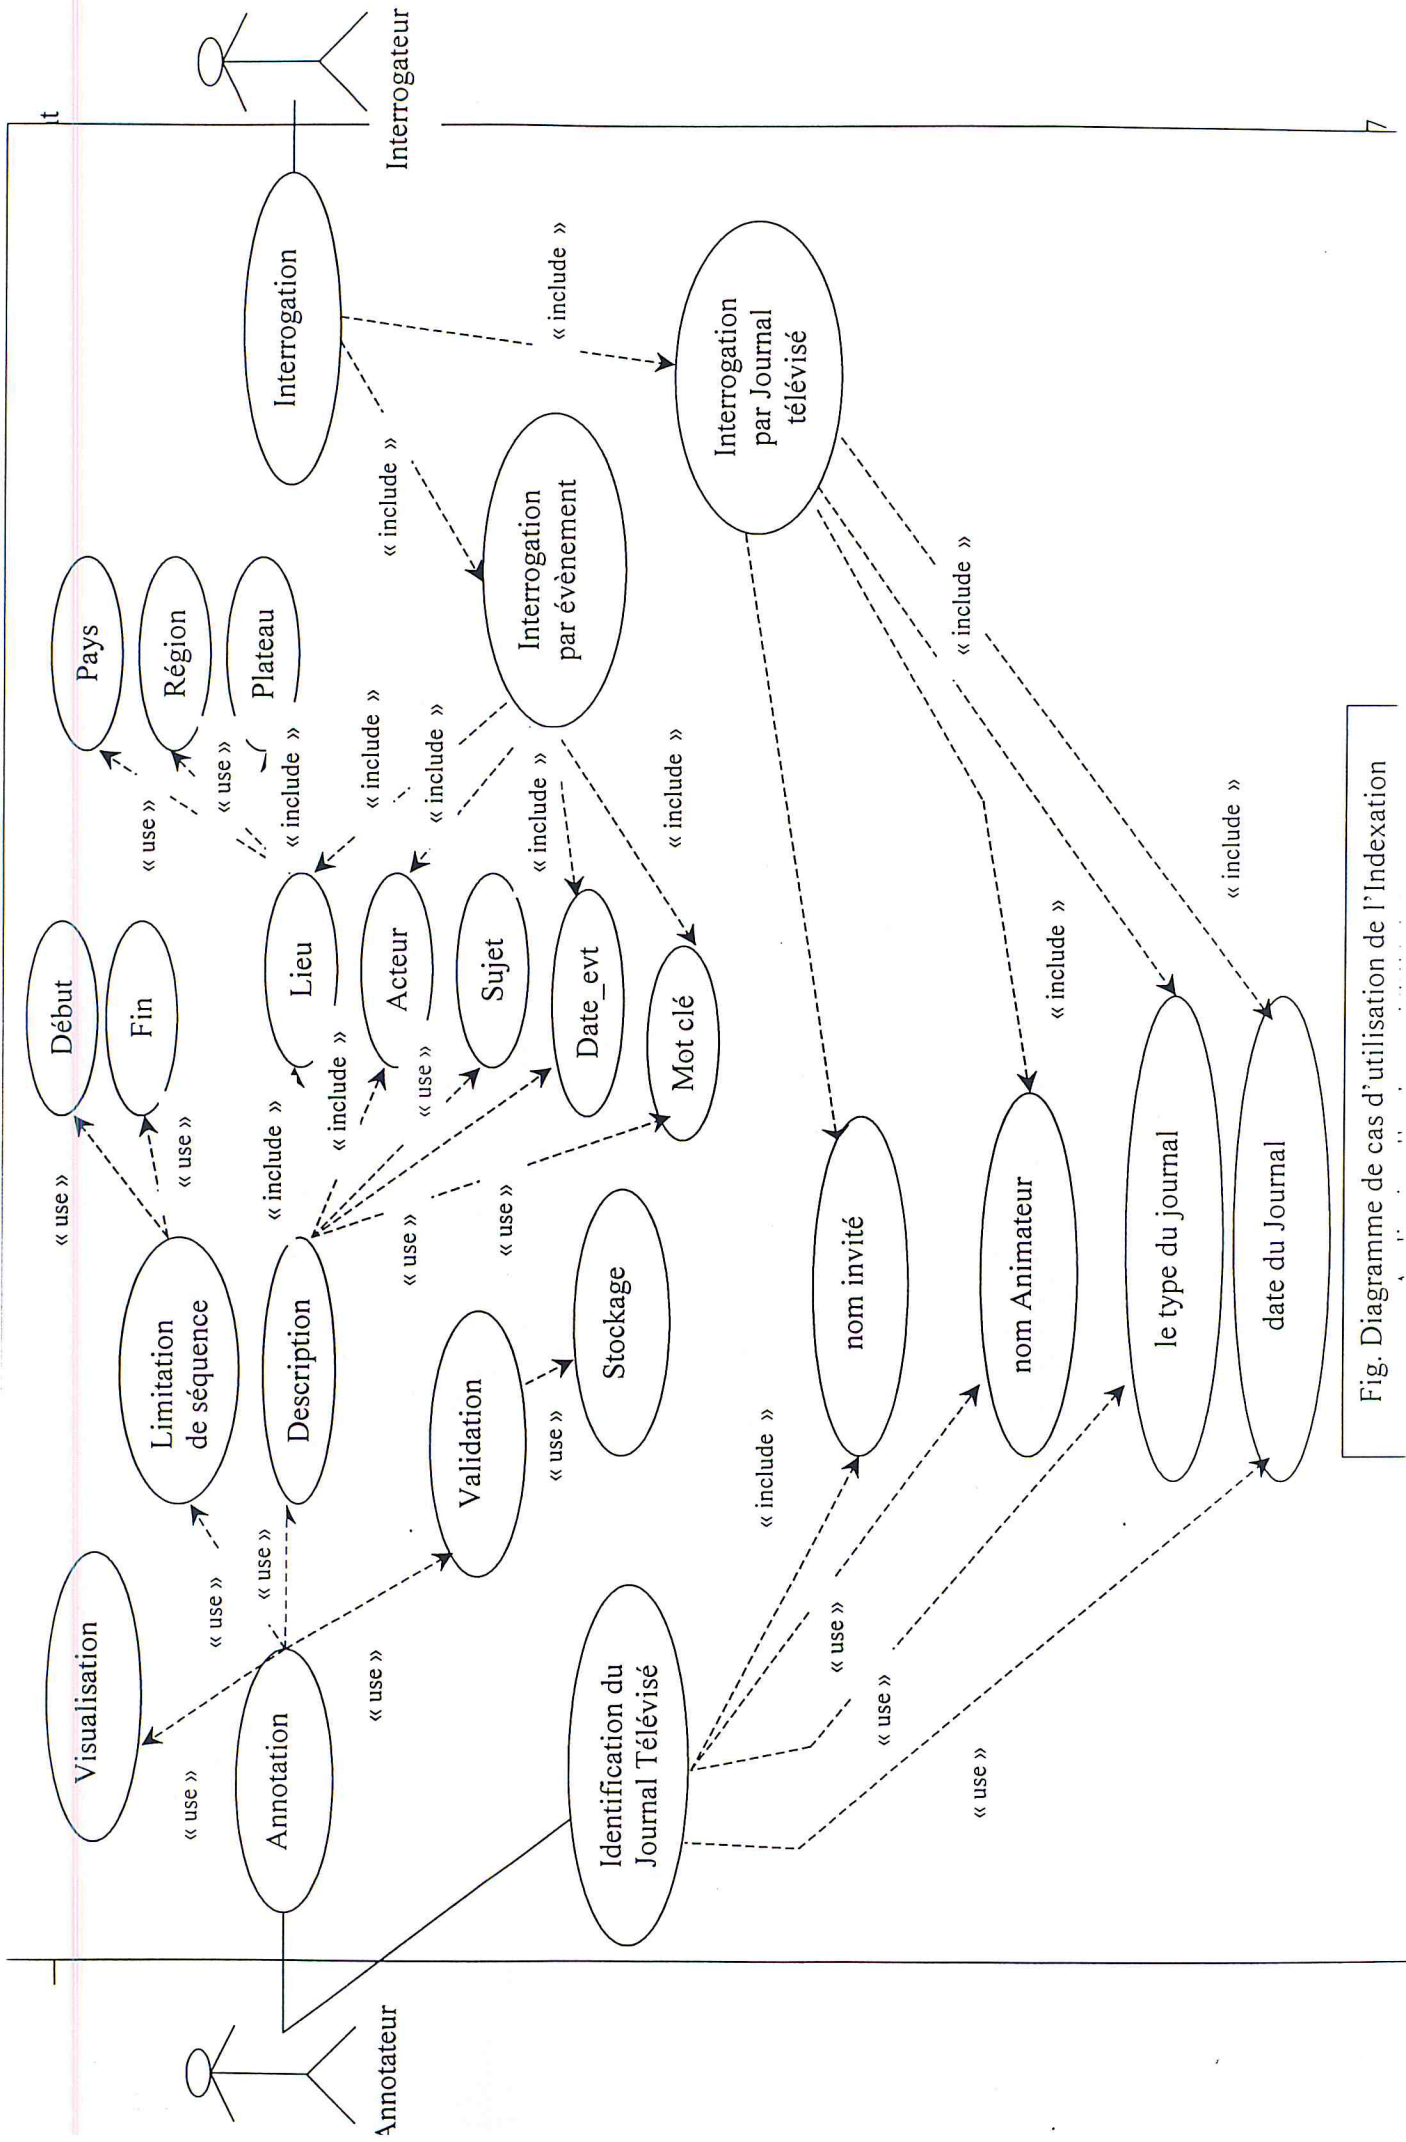 Visualisation
« use »
Annotation
« use »
« use »
« use »
Annotateur
Limitation
de séquence
« use »
« use »
Début
Fin
Description
« include »
« include »
« use »
« use »
« use »
Lieu
Acteur
Sujet
Date_evt
Mot clé
« use »
« use »
« include »
Pays
Région
Plateau
Validation
« use »
Stockage
Interrogation
Interrogateur
« include »
« include »
Interrogation
par évènement
« include »
« include »
« include »
« include »
Interrogation
par Journal
télévisé
« include »
« include »
« include »
Identification du
Journal Télévisé
« include »
« use »
« use »
« use »
nom invité
nom Animateur
le type du journal
date du Journal
Fig. Diagramme de cas d'utilisation de l'Indexation
it
7